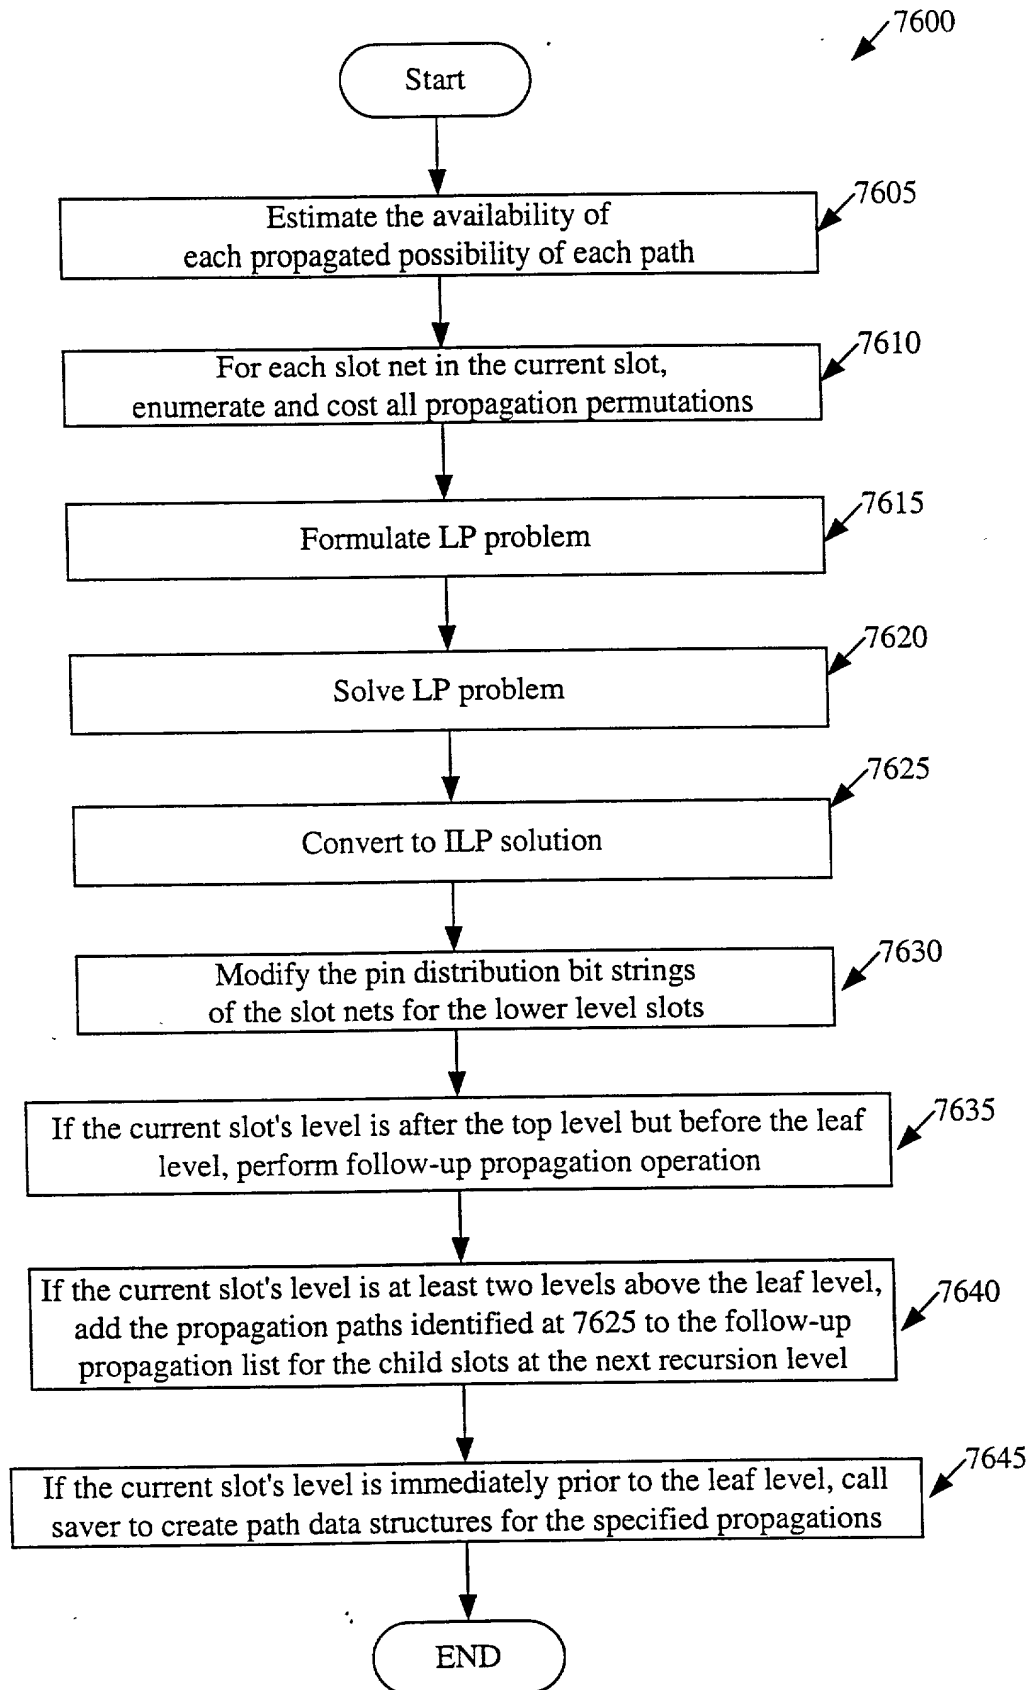 7600
Start
7605
Estimate the availability of
each propagated possibility of each path
7610
For each slot net in the current slot,
enumerate and cost all propagation permutations
7615
Formulate LP problem
7620
Solve LP problem
7625
Convert to ILP solution
7630
Modify the pin distribution bit strings
of the slot nets for the lower level slots
7635
If the current slot's level is after the top level but before the leaf
level, perform follow-up propagation operation
7640
If the current slot's level is at least two levels above the leaf level,
add the propagation paths identified at 7625 to the follow-up
propagation list for the child slots at the next recursion level
7645
If the current slot's level is immediately prior to the leaf level, call
saver to create path data structures for the specified propagations
END